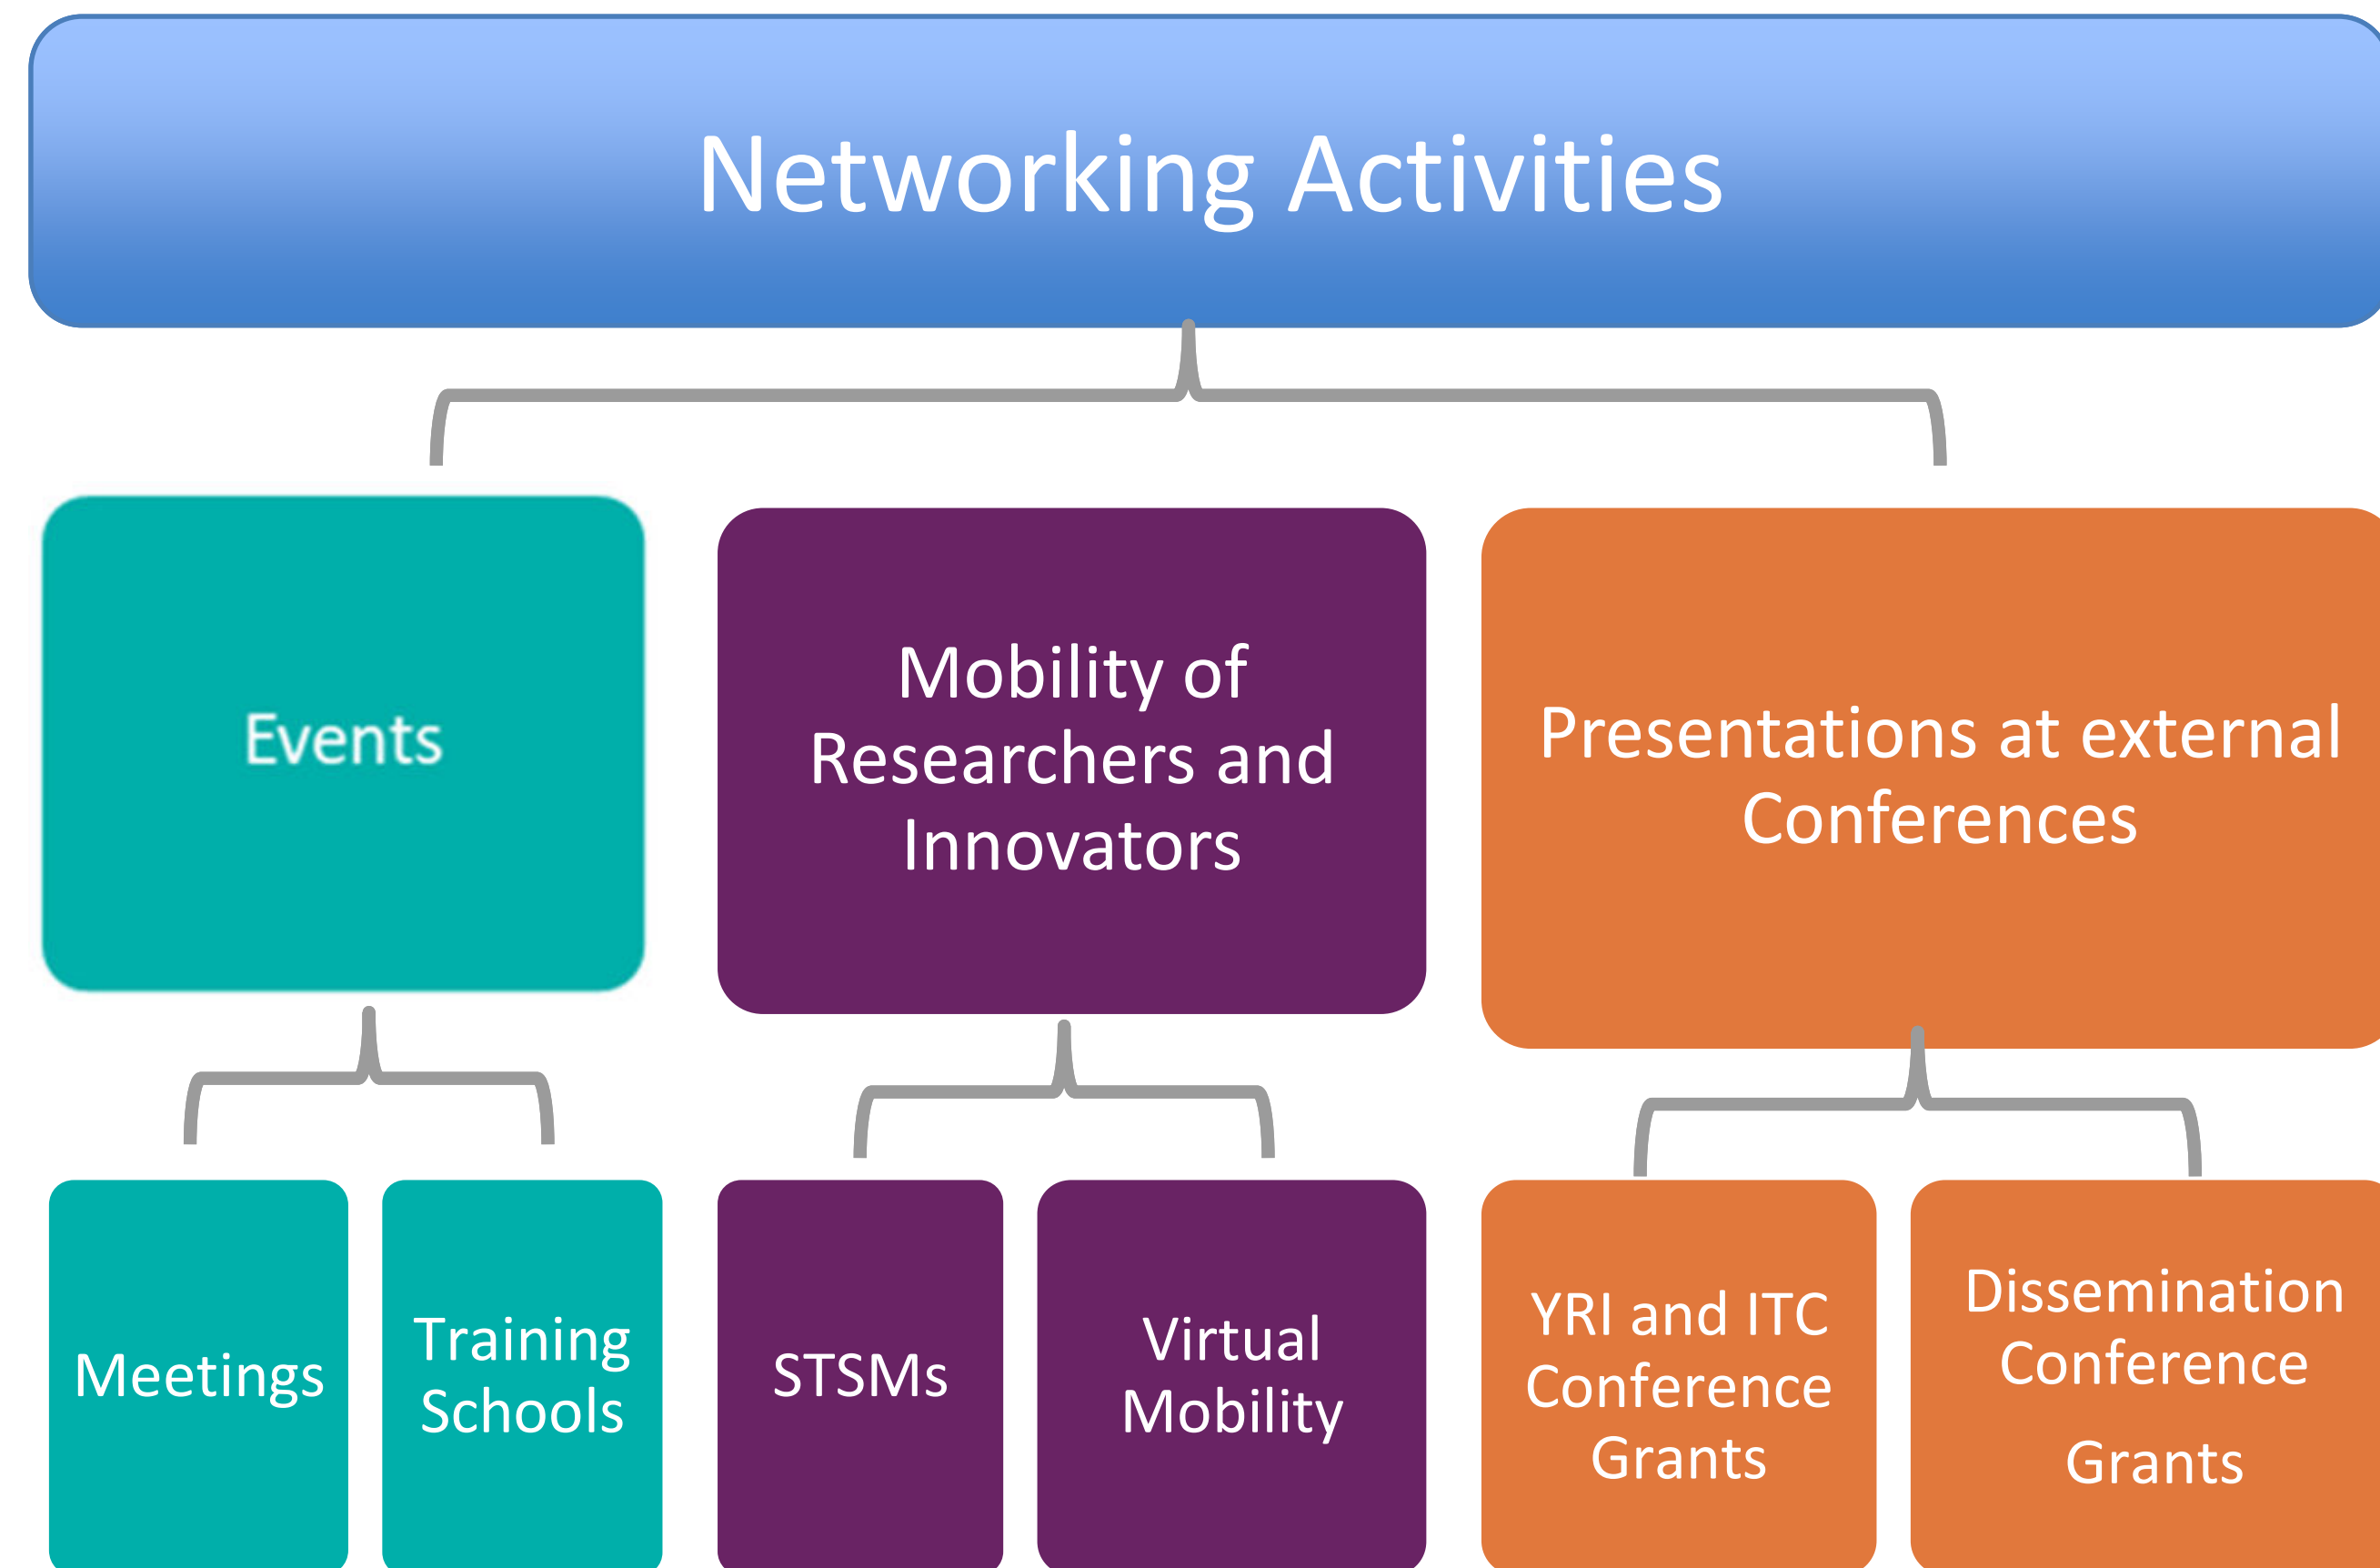 Networking Activities
Events
Mobility of
Researchers and
Innovators
Presentations at external
Conferences
Meetings
Training
Schools
STSMs
Virtual
Mobility
YRI and ITC
Conference
Grants
Dissemination
Conference
Grants